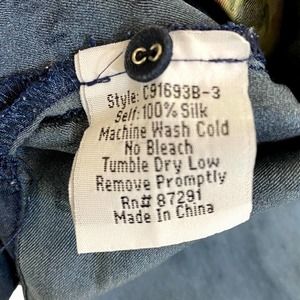 Style: C91693B-3
Self: 100% Silk
Machine Wash Cold
No Bleach
Tumble Dry Low
Remove Promptly
Rn# 87291
Made In China